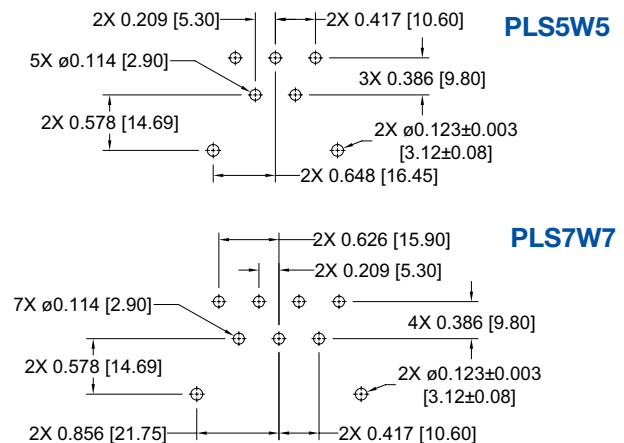 2X 0.209 [5.30]
2X 0.417 [10.60]
PLS5W5
5X ø0.114 [2.90]
3X 0.386 [9.80]
2X 0.578 [14.69]
2X ø0.123±0.003
[3.12±0.08]
2X 0.648 [16.45]
PLS7W7
2X 0.626 [15.90]
2X 0.209 [5.30]
7X ø0.114 [2.90]
4X 0.386 [9.80]
2X 0.578 [14.69]
2X ø0.123±0.003
[3.12±0.08]
2X 0.856 [21.75]
2X 0.417 [10.60]